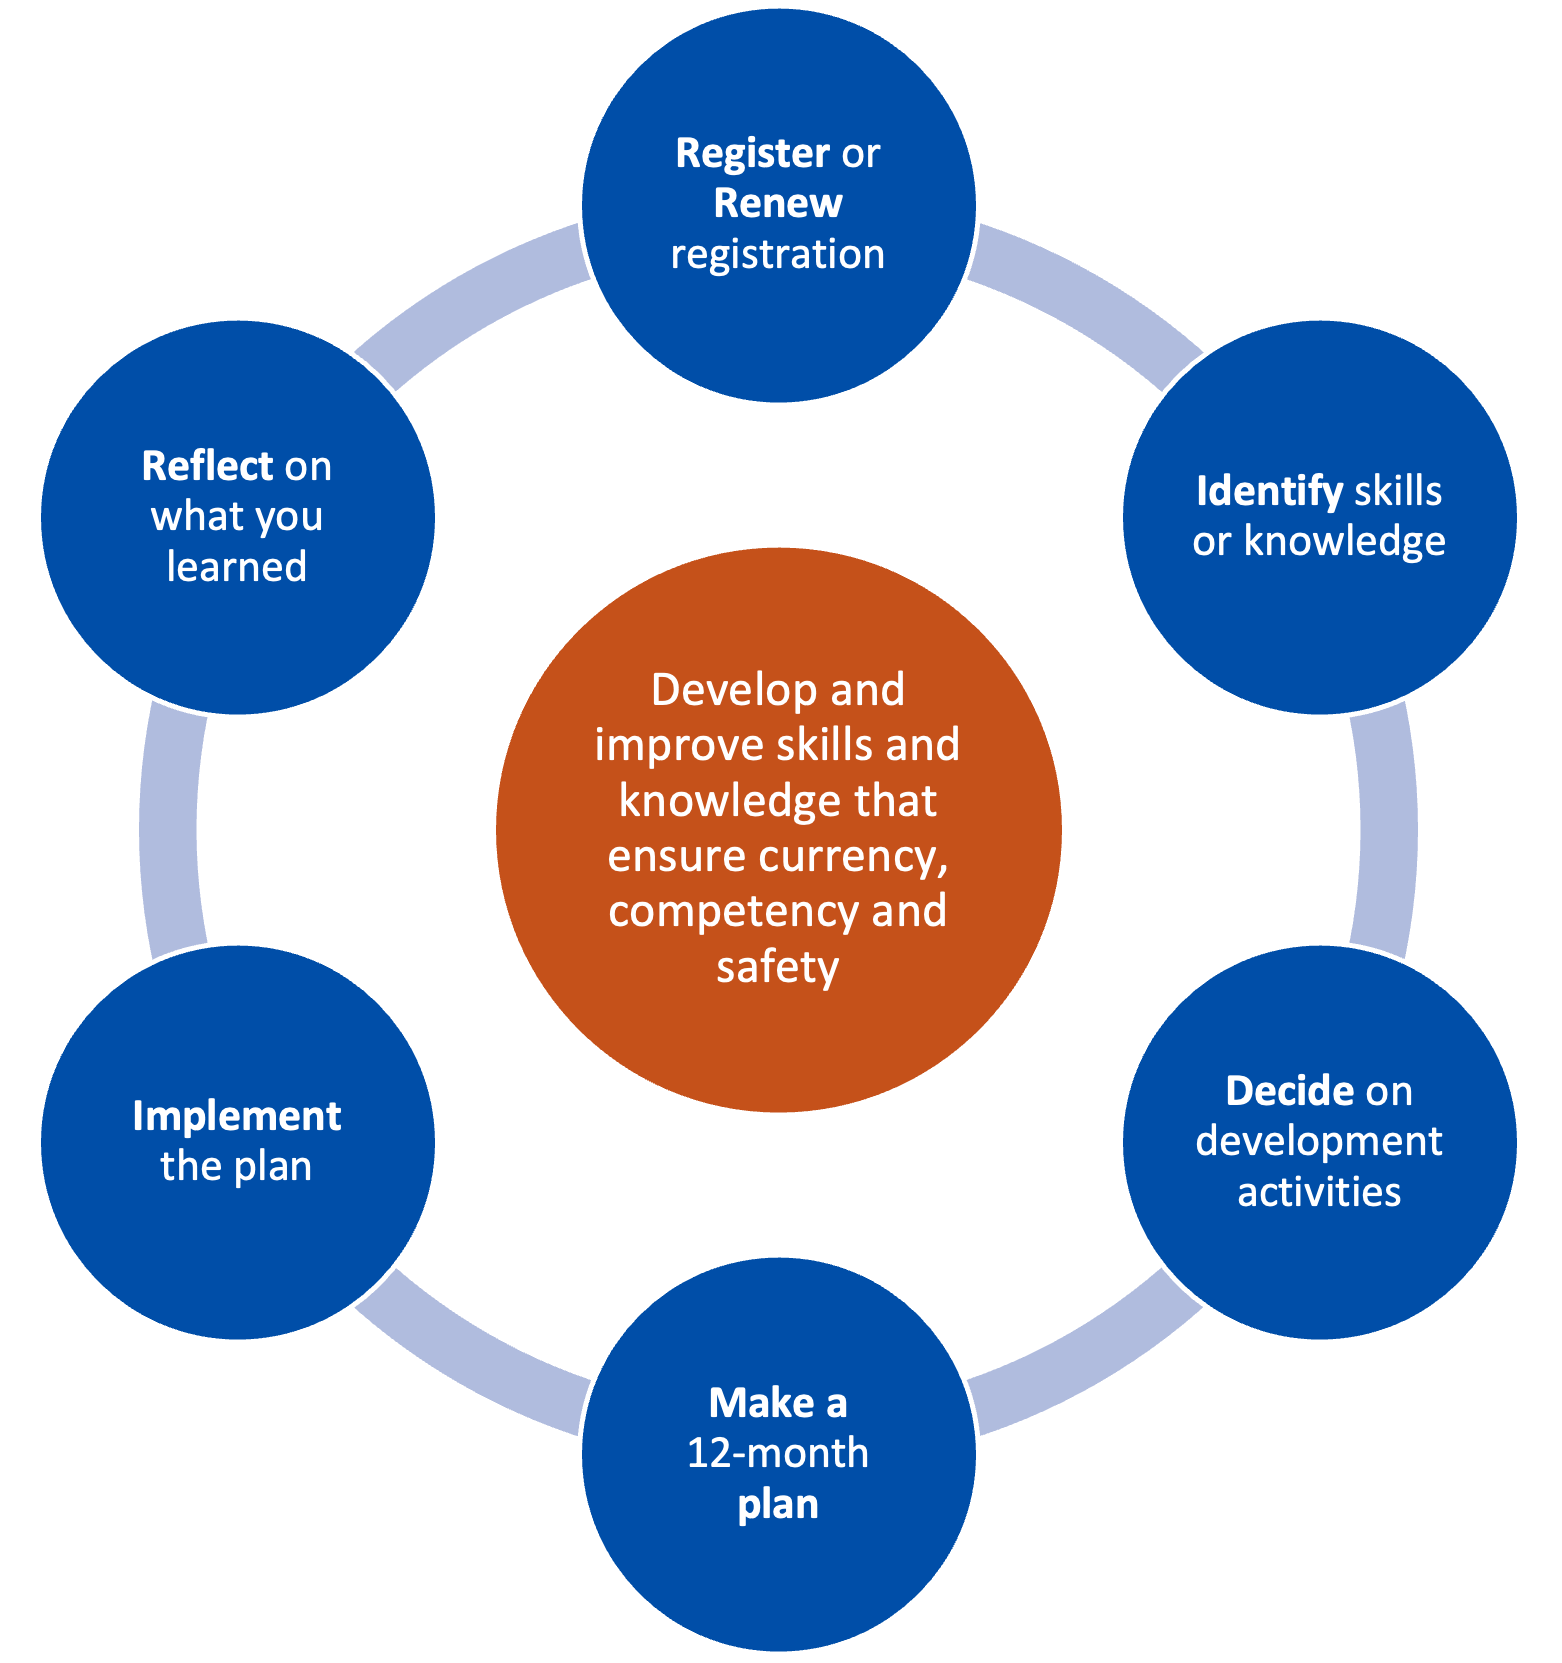 Register or
Renew
registration
Identify skills
or knowledge
Decide on
development
activities
Make a
12-month
plan
Implement
the plan
Reflect on
what you
learned
Develop and
improve skills and
knowledge that
ensure currency,
competency and
safety